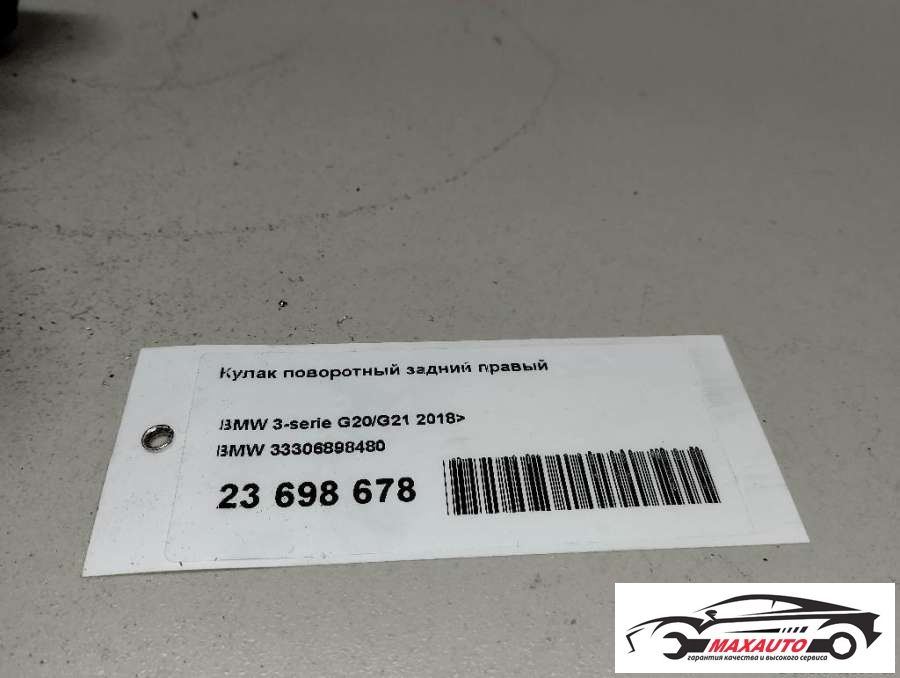 Кулак поворотный задний правый
BMW 3-serie G20/G21 2018>
BMW 33306898480
23 698 678
MAXAUTO
гарантия качества и высокого сервиса